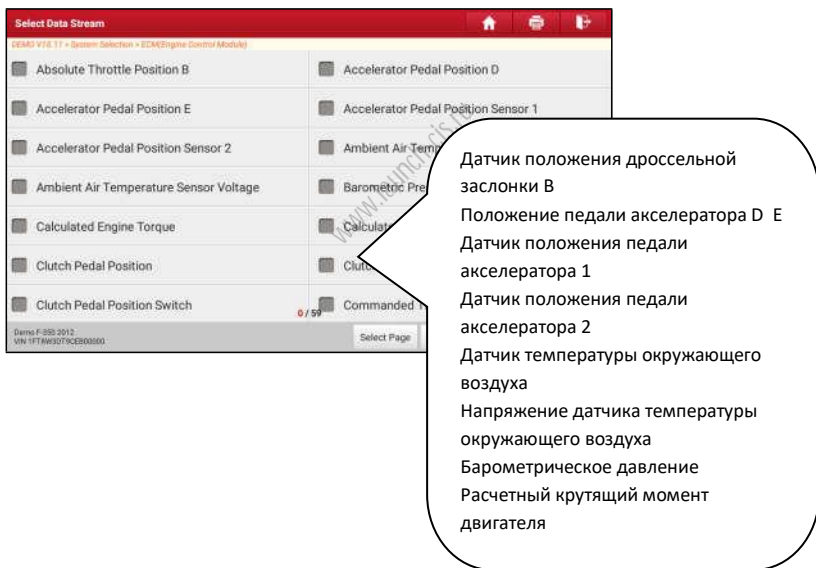 Select Data Stream
DEMO V16.11 > System Selection > ECM(Engine Control Module)
Absolute Throttle Position B
Accelerator Pedal Position D
Accelerator Pedal Position E
Accelerator Pedal Position Sensor 1
Accelerator Pedal Position Sensor 2
Ambient Air Temp
Ambient Air Temperature Sensor Voltage
Barometric Pre
Calculated Engine Torque
Calculat
Clutch Pedal Position
Clutc
Clutch Pedal Position Switch
0 / 59
Commanded T
Demo F-350 2012
VIN 1FT8W3DT9CEB00000
Select Page
www.launch-cis.ru
Датчик положения дроссельной
заслонки В
Положение педали акселератора D E
Датчик положения педали
акселератора 1
Датчик положения педали
акселератора 2
Датчик температуры окружающего
воздуха
Напряжение датчика температуры
окружающего воздуха
Барометрическое давление
Расчетный крутящий момент
двигателя